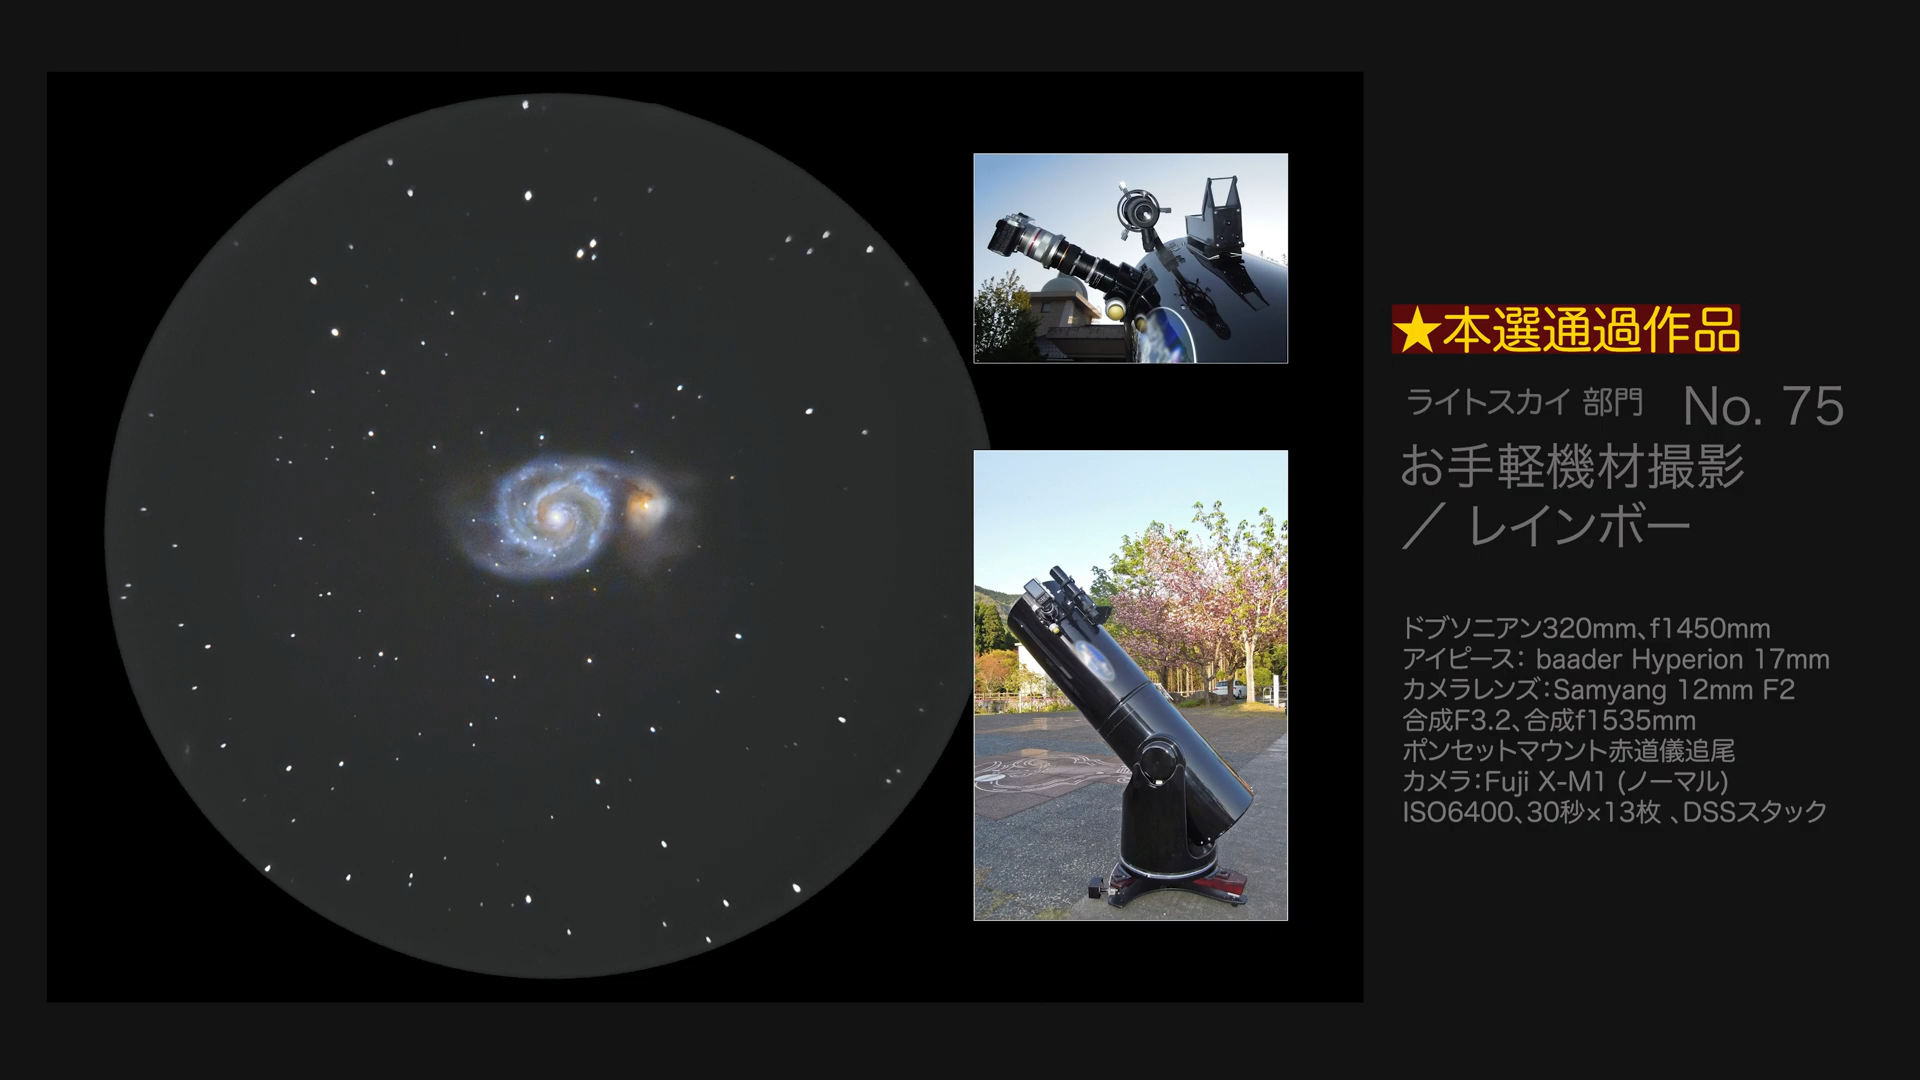 ★本選通過作品
ライトスカイ 部門 No. 75
お手軽機材撮影
／ レインボー
ドブソニアン320mm、f1450mm
アイピース： baader Hyperion 17mm
カメラレンズ：Samyang 12mm F2
合成F3.2、合成f1535mm
ポンセットマウント赤道儀追尾
カメラ：Fuji X-M1 (ノーマル)
ISO6400、30秒×13枚 、DSSスタック